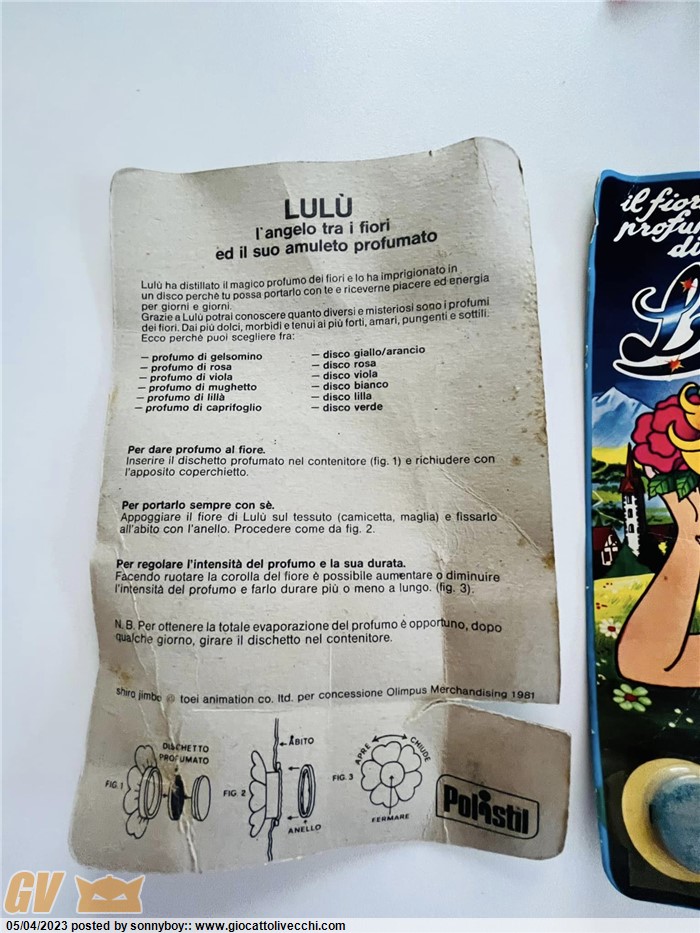 LULÙ
l'angelo tra i fiori
ed il suo amuleto profumato
Lulù ha distillato il magico profumo dei fiori e lo ha imprigionato in
un disco perchè tu possa portarlo con te e riceverne piacere ed energia
per giorni e giorni.
Grazie a Lulù potrai conoscere quanto diversi e misteriosi sono i profumi
dei fiori. Dai più dolci, morbidi e tenui ai più forti, amari, pungenti e sottili.
Ecco perchè puoi scegliere fra:
— profumo di gelsomino — disco giallo/arancio
— profumo di rosa — disco rosa
— profumo di viola — disco viola
— profumo di mughetto — disco bianco
— profumo di lillà — disco lilla
— profumo di caprifoglio — disco verde
Per dare profumo al fiore.
Inserire il dischetto profumato nel contenitore (fig. 1) e richiudere con
l'apposito coperchietto.
Per portarlo sempre con sè.
Appoggiare il fiore di Lulù sul tessuto (camicetta, maglia) e fissarlo
all'abito con l'anello. Procedere come da fig. 2.
Per regolare l'intensità del profumo e la sua durata.
Facendo ruotare la corolla del fiore è possibile aumentare o diminuire
l'intensità del profumo e farlo durare più o meno a lungo. (fig. 3).
N.B. Per ottenere la totale evaporazione del profumo è opportuno, dopo
qualche giorno, girare il dischetto nel contenitore.
shiro jimbo © toei animation co. ltd. per concessione Olimpus Merchandising 1981
FIG. 1
DISCHETTO
PROFUMATO
FIG. 2
ABITO
ANELLO
FIG. 3
APRE
CHIUDE
FERMARE
Polistil
il fior
profu
di
L
GV
05/04/2023 posted by sonnyboy:: www.giocattolivecchi.com